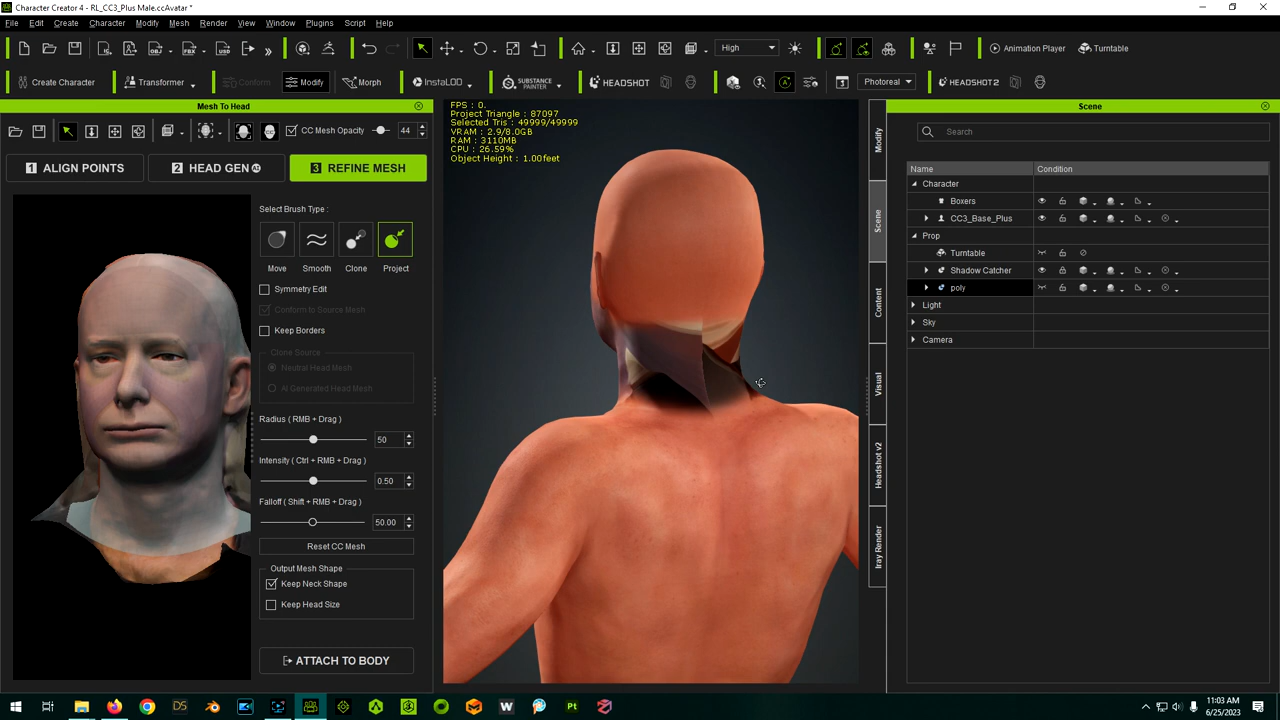 Character Creator 4 - RL_CC3_Plus Male.ccAvatar *
File Edit Create Character Modify Mesh Render View Window Plugins Script Help
OBJ FBX USD High Animation Player Turntable
Create Character Transformer Conform Modify Morph InstaLOD SUBSTANCE PAINTER HEADSHOT Photoreal HEADSHOT2
Mesh To Head
CC Mesh Opacity 44
1 ALIGN POINTS 2 HEAD GEN AI 3 REFINE MESH
Select Brush Type :
Move Smooth Clone Project
Symmetry Edit
Conform to Source Mesh
Keep Borders
Clone Source
Neutral Head Mesh
AI Generated Head Mesh
Radius ( RMB + Drag )
50
Intensity ( Ctrl + RMB + Drag )
0.50
Falloff ( Shift + RMB + Drag )
50.00
Reset CC Mesh
Output Mesh Shape
Keep Neck Shape
Keep Head Size
ATTACH TO BODY
FPS : 0.
Project Triangle : 87097
Selected Tris : 49999/49999
VRAM : 2.9/8.0GB
RAM : 3110MB
CPU : 26.59%
Object Height : 1.00feet
Modify
Scene
Content
Visual
Headshot v2
Iray Render
Scene
Search
Name Condition
Character
Boxers
CC3_Base_Plus
Prop
Turntable
Shadow Catcher
poly
Light
Sky
Camera
DS W Pt
11:03 AM
6/25/2023